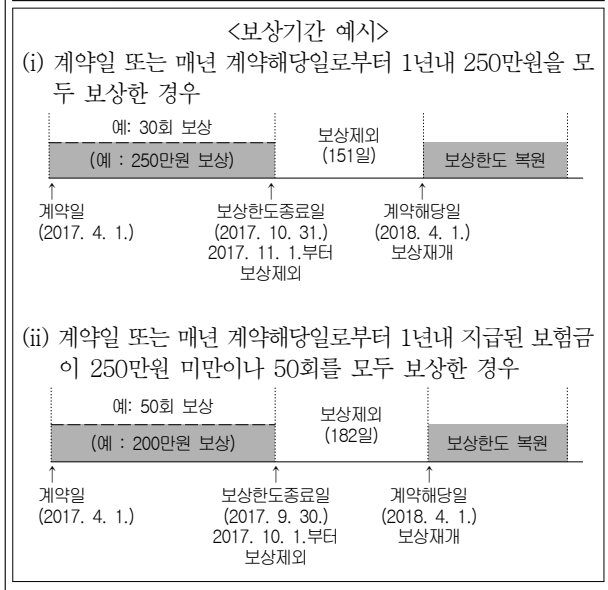 <보상기간 예시>
(i) 계약일 또는 매년 계약해당일로부터 1년내 250만원을 모
두 보상한 경우
예: 30회 보상
(예 : 250만원 보상)
보상제외
(151일)
보상한도 복원
계약일
(2017. 4. 1.)
보상한도종료일
(2017. 10. 31.)
2017. 11. 1.부터
보상제외
계약해당일
(2018. 4. 1.)
보상재개
(ii) 계약일 또는 매년 계약해당일로부터 1년내 지급된 보험금
이 250만원 미만이나 50회를 모두 보상한 경우
예: 50회 보상
(예 : 200만원 보상)
보상제외
(182일)
보상한도 복원
계약일
(2017. 4. 1.)
보상한도종료일
(2017. 9. 30.)
2017. 10. 1.부터
보상제외
계약해당일
(2018. 4. 1.)
보상재개